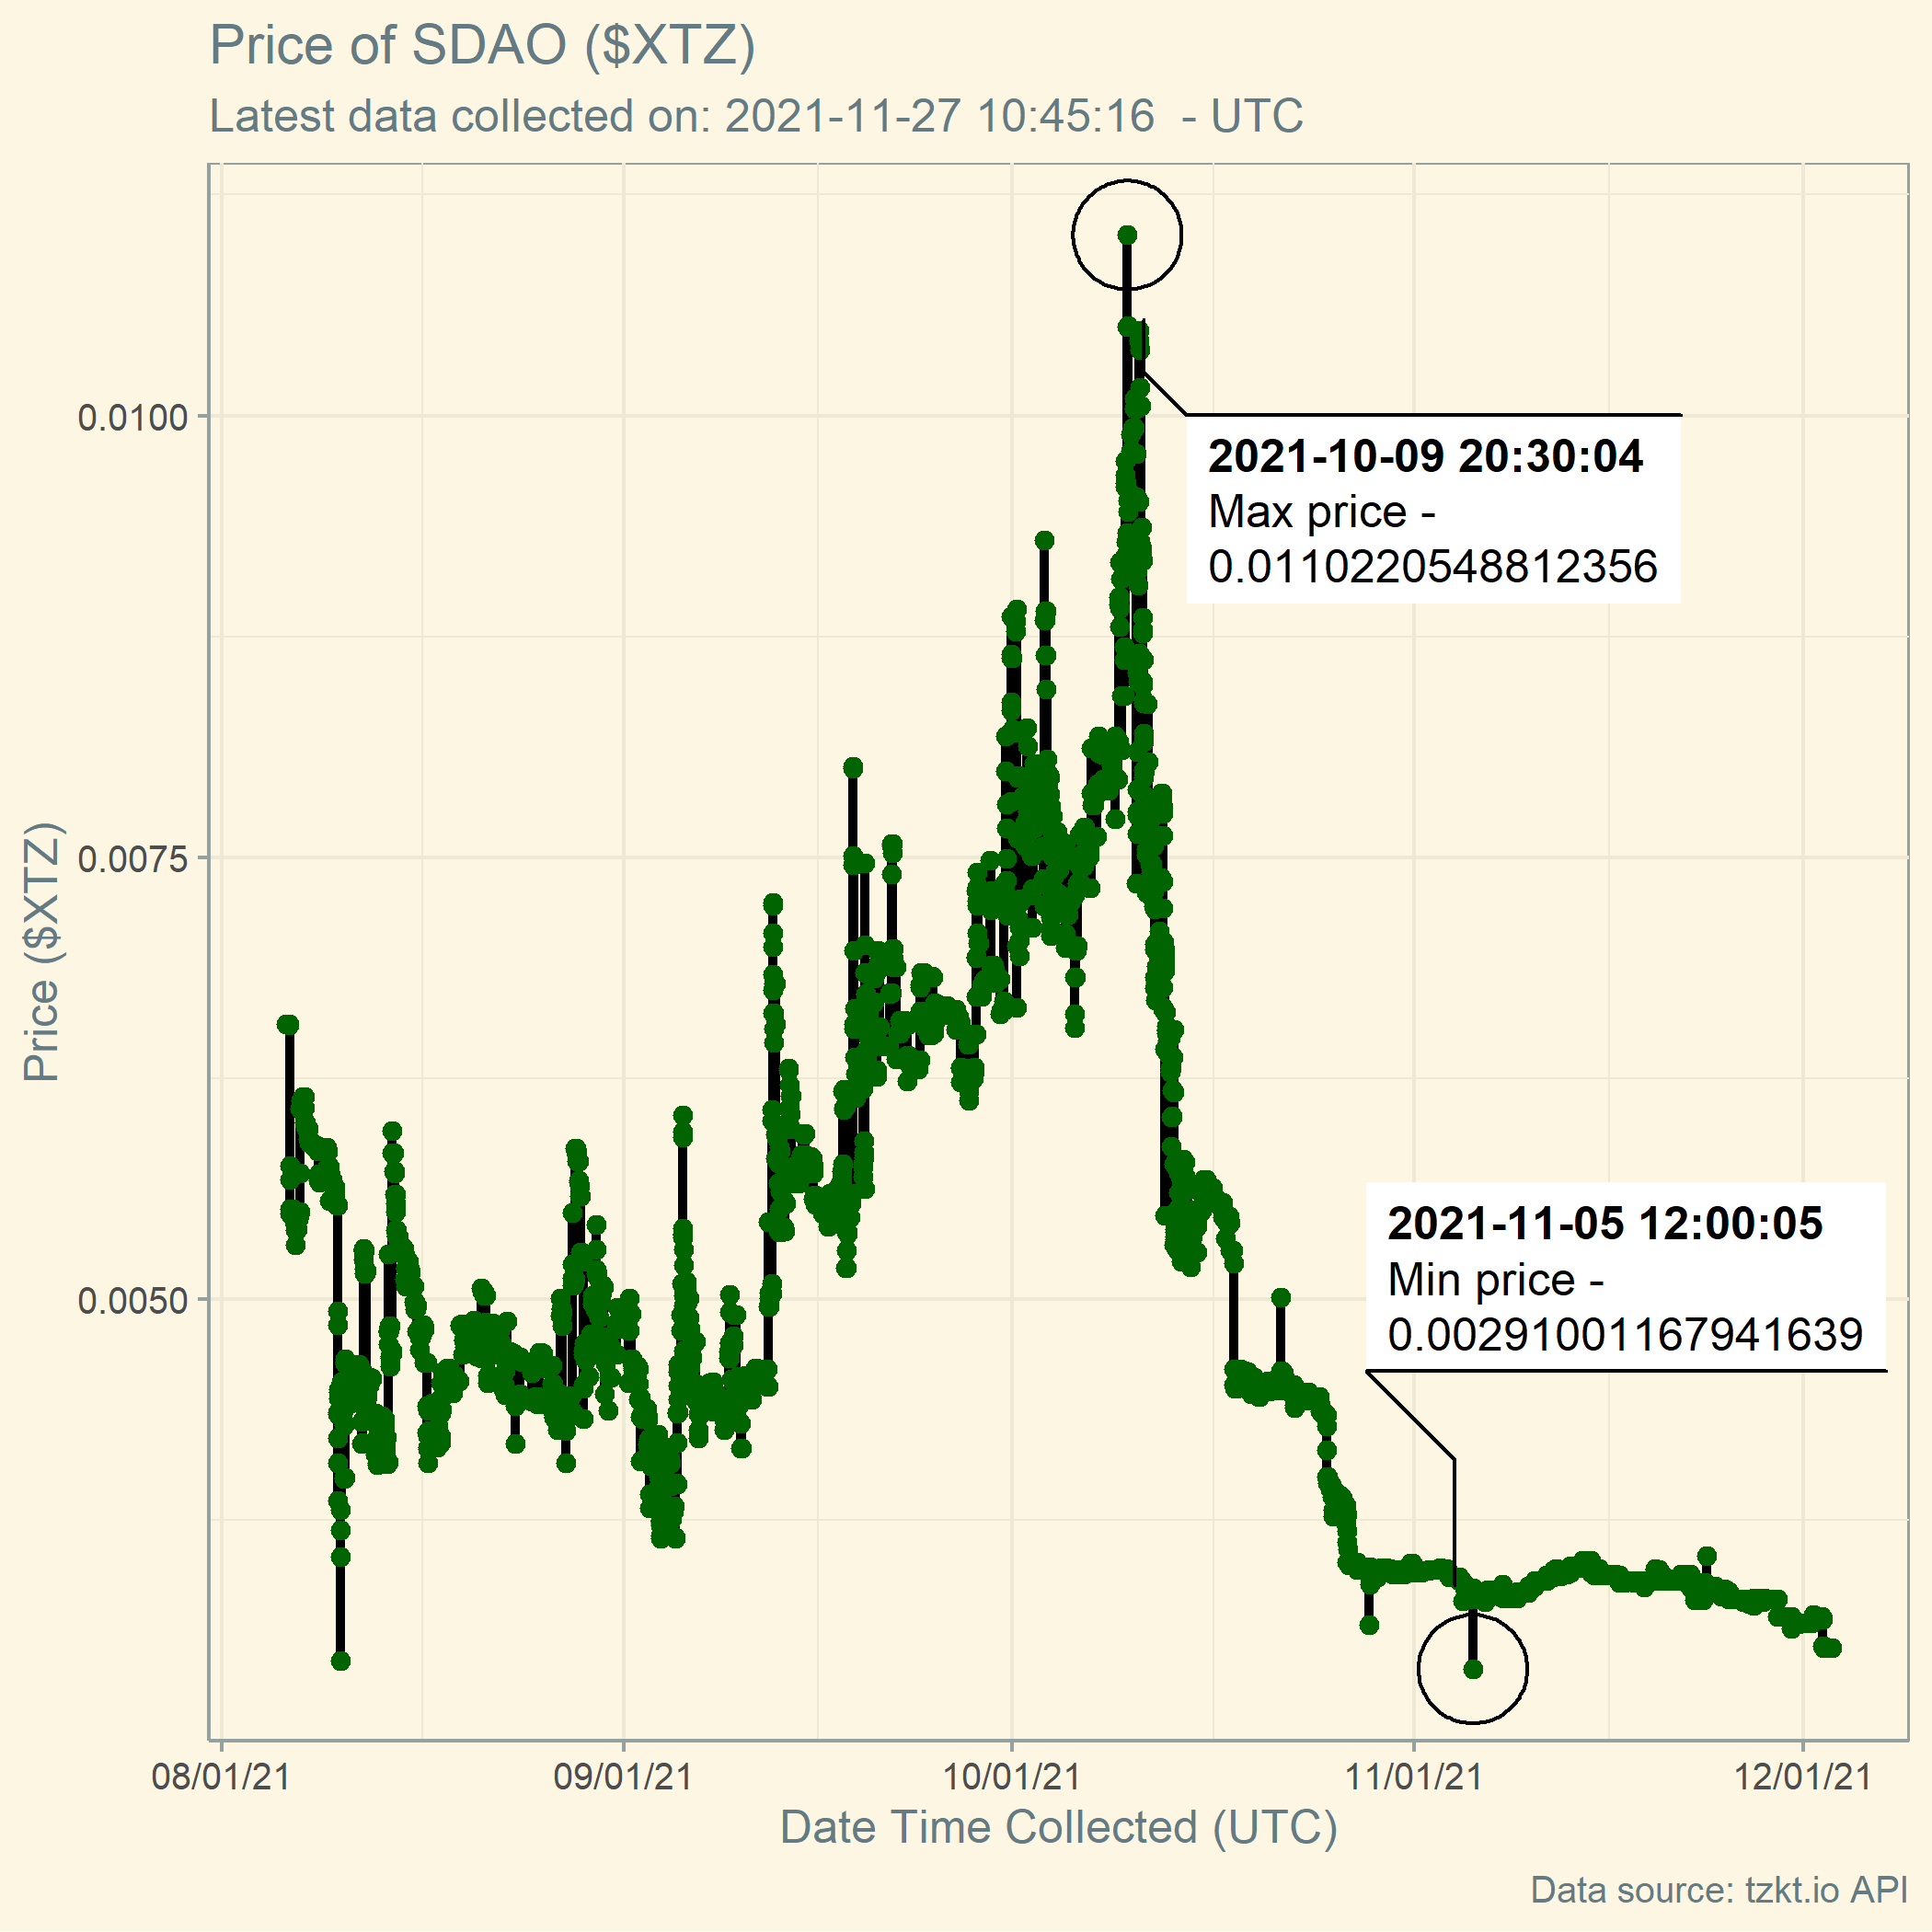 Price of SDAO ($XTZ)
Latest data collected on: 2021-11-27 10:45:16  - UTC
Price ($XTZ)
0.0100
0.0075
0.0050
2021-10-09 20:30:04
Max price -
0.0110220548812356
2021-11-05 12:00:05
Min price -
0.00291001167941639
08/01/21
09/01/21
10/01/21
11/01/21
12/01/21
Date Time Collected (UTC)
Data source: tzkt.io API